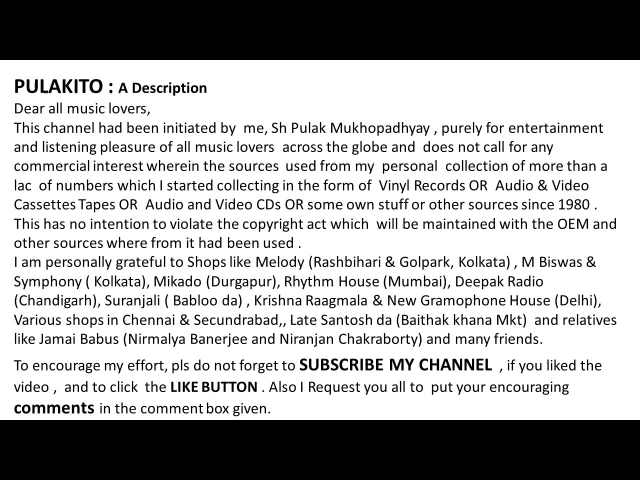 PULAKITO : A Description
Dear all music lovers,
This channel had been initiated by me, Sh Pulak Mukhopadhyay , purely for entertainment
and listening pleasure of all music lovers across the globe and does not call for any
commercial interest wherein the sources used from my personal collection of more than a
lac of numbers which I started collecting in the form of Vinyl Records OR Audio & Video
Cassettes Tapes OR Audio and Video CDs OR some own stuff or other sources since 1980 .
This has no intention to violate the copyright act which will be maintained with the OEM and
other sources where from it had been used .
I am personally grateful to Shops like Melody (Rashbihari & Golpark, Kolkata) , M Biswas &
Symphony ( Kolkata), Mikado (Durgapur), Rhythm House (Mumbai), Deepak Radio
(Chandigarh), Suranjali ( Babloo da) , Krishna Raagmala & New Gramophone House (Delhi),
Various shops in Chennai & Secundrabad,, Late Santosh da (Baithak khana Mkt) and relatives
like Jamai Babus (Nirmalya Banerjee and Niranjan Chakraborty) and many friends.
To encourage my effort, pls do not forget to SUBSCRIBE MY CHANNEL , if you liked the
video , and to click the LIKE BUTTON . Also I Request you all to put your encouraging
comments in the comment box given.